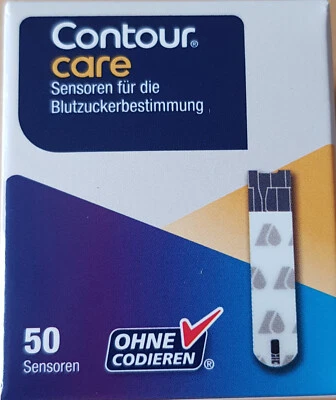 Contour®
care
Sensoren für die
Blutzuckerbestimmung
50
Sensoren
OHNE
CODIEREN®